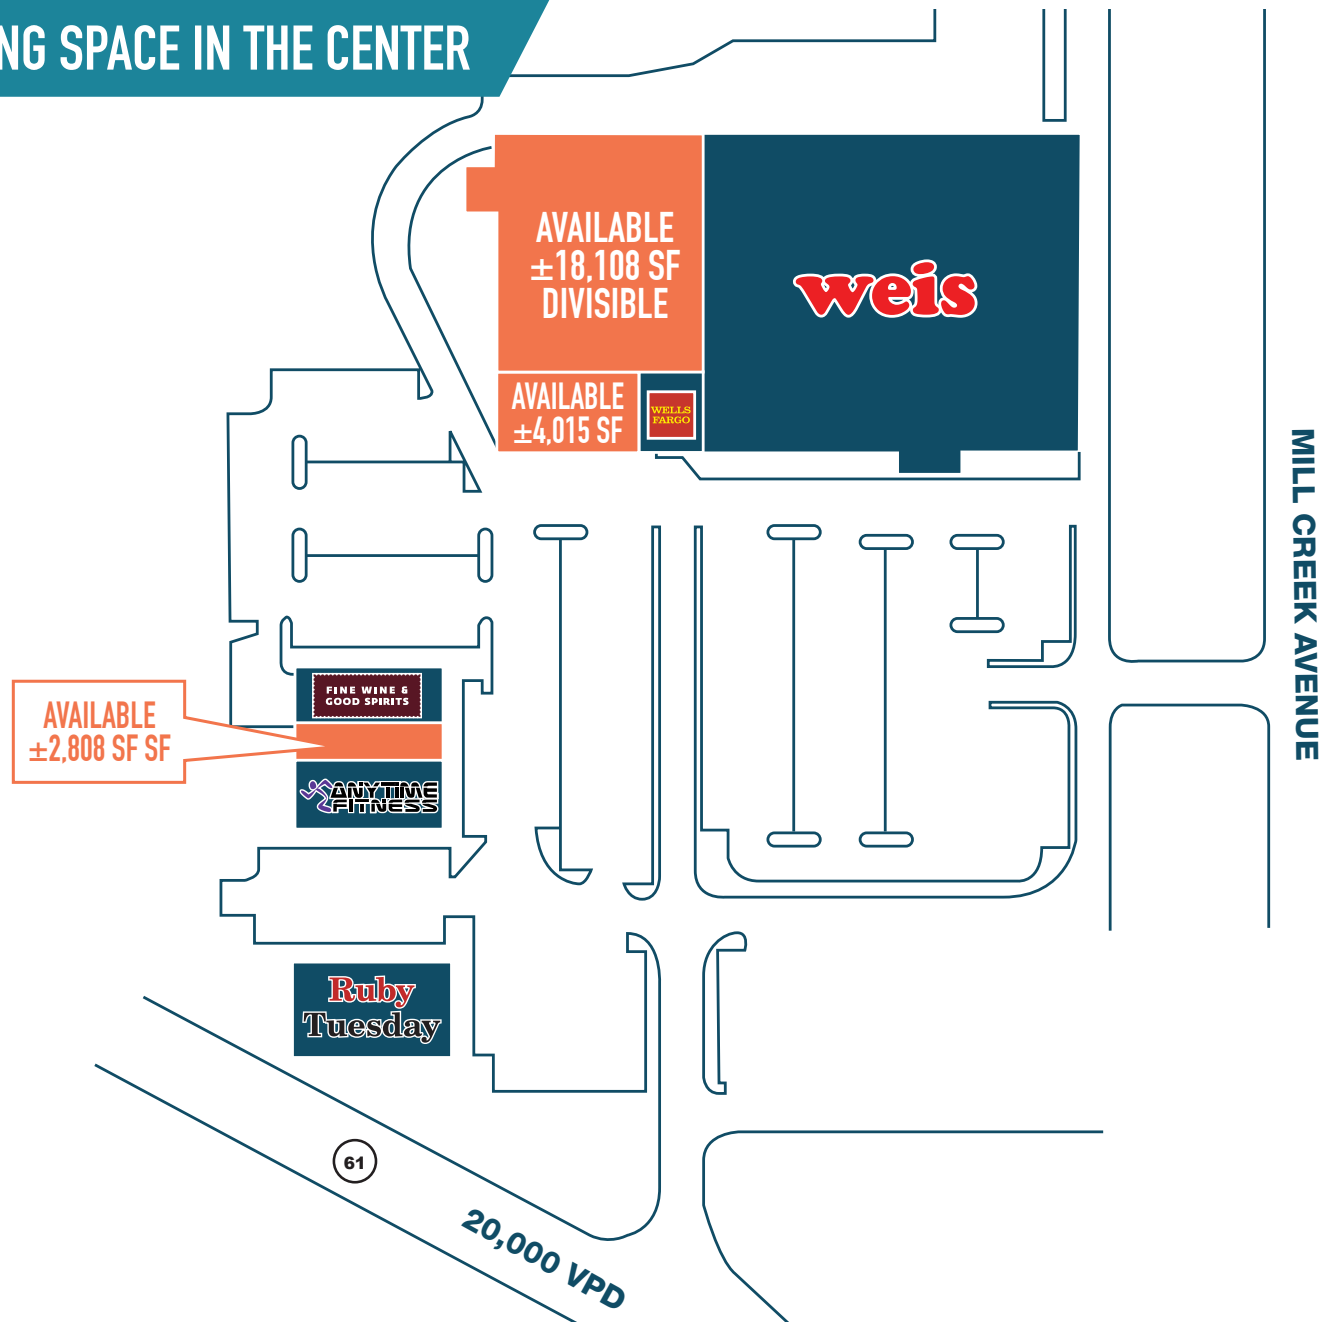 NG SPACE IN THE CENTER
AVAILABLE
±18,108 SF
DIVISIBLE
weis
AVAILABLE
±4,015 SF
WELLS
FARGO
MILL CREEK AVENUE
FINE WINE &
GOOD SPIRITS
AVAILABLE
±2,808 SF SF
ANYTIME
FITNESS
Ruby
Tuesday
61
20,000 VPD